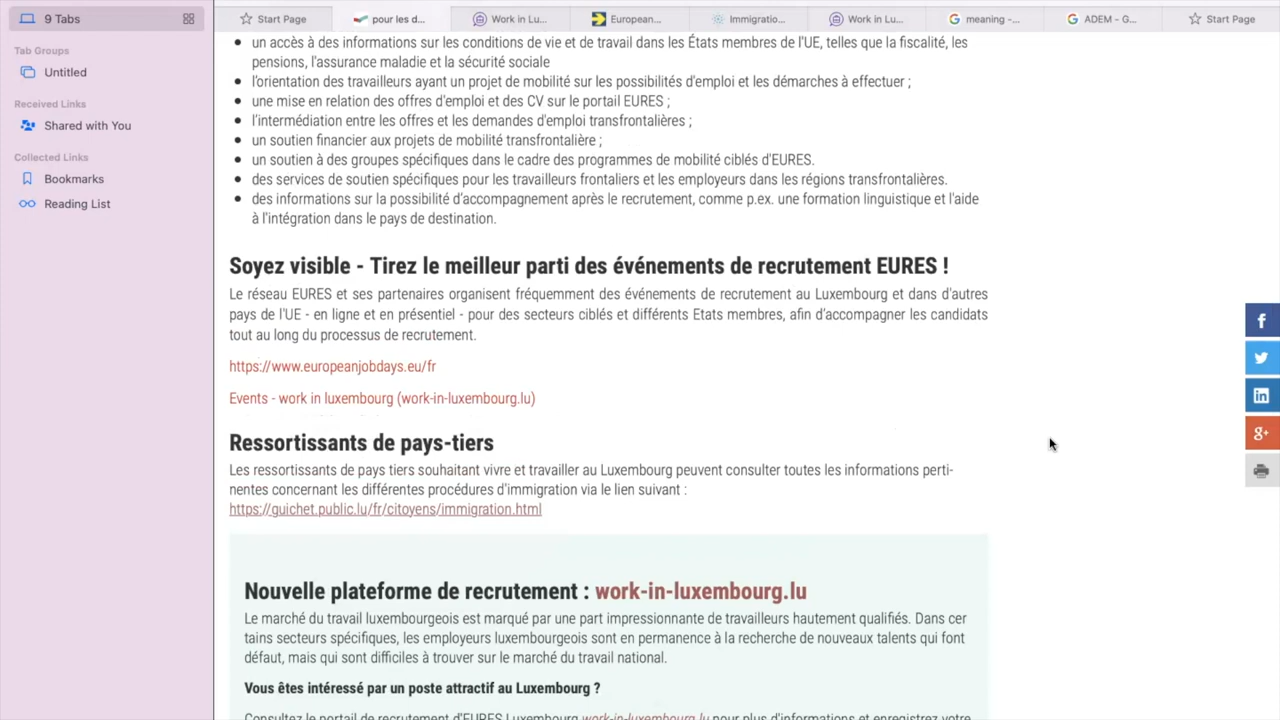 9 Tabs
Tab Groups
Untitled
Received Links
Shared with You
Collected Links
Bookmarks
Reading List
Start Page
pour les d...
Work in Lu...
European...
Immigratio...
Work in Lu...
meaning -...
ADEM - G...
Start Page
un accès à des informations sur les conditions de vie et de travail dans les États membres de l'UE, telles que la fiscalité, les
pensions, l'assurance maladie et la sécurité sociale
l'orientation des travailleurs ayant un projet de mobilité sur les possibilités d'emploi et les démarches à effectuer ;
une mise en relation des offres d'emploi et des CV sur le portail EURES ;
l'intermédiation entre les offres et les demandes d'emploi transfrontalières ;
un soutien financier aux projets de mobilité transfrontalière ;
un soutien à des groupes spécifiques dans le cadre des programmes de mobilité ciblés d'EURES.
des services de soutien spécifiques pour les travailleurs frontaliers et les employeurs dans les régions transfrontalières.
des informations sur la possibilité d'accompagnement après le recrutement, comme p.ex. une formation linguistique et l'aide
à l'intégration dans le pays de destination.
Soyez visible - Tirez le meilleur parti des événements de recrutement EURES !
Le réseau EURES et ses partenaires organisent fréquemment des événements de recrutement au Luxembourg et dans d'autres
pays de l'UE - en ligne et en présentiel - pour des secteurs ciblés et différents Etats membres, afin d'accompagner les candidats
tout au long du processus de recrutement.
https://www.europeanjobdays.eu/fr
Events - work in luxembourg (work-in-luxembourg.lu)
Ressortissants de pays-tiers
Les ressortissants de pays tiers souhaitant vivre et travailler au Luxembourg peuvent consulter toutes les informations perti-
nentes concernant les différentes procédures d'immigration via le lien suivant :
https://guichet.public.lu/fr/citoyens/immigration.html
Nouvelle plateforme de recrutement : work-in-luxembourg.lu
Le marché du travail luxembourgeois est marqué par une part impressionnante de travailleurs hautement qualifiés. Dans cer
tains secteurs spécifiques, les employeurs luxembourgeois sont en permanence à la recherche de nouveaux talents qui font
défaut, mais qui sont difficiles à trouver sur le marché du travail national.
Vous êtes intéressé par un poste attractif au Luxembourg ?
Consultez le portail de recrutement d'EURES Luxembourg work-in-luxembourg.lu pour plus d'informations et enregistrez votre